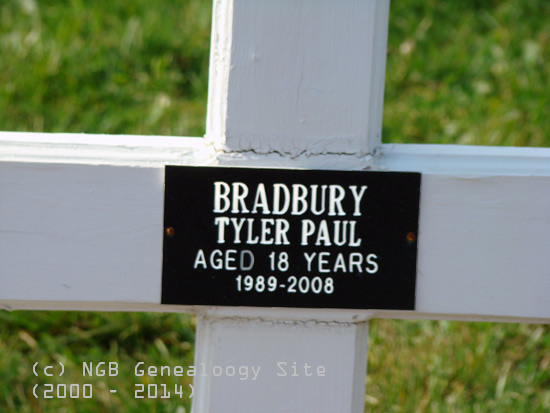 BRADBURY
TYLER PAUL
AGED 18 YEARS
1989-2008
(c) NGB Genealoogy Site
(2000 - 2014)